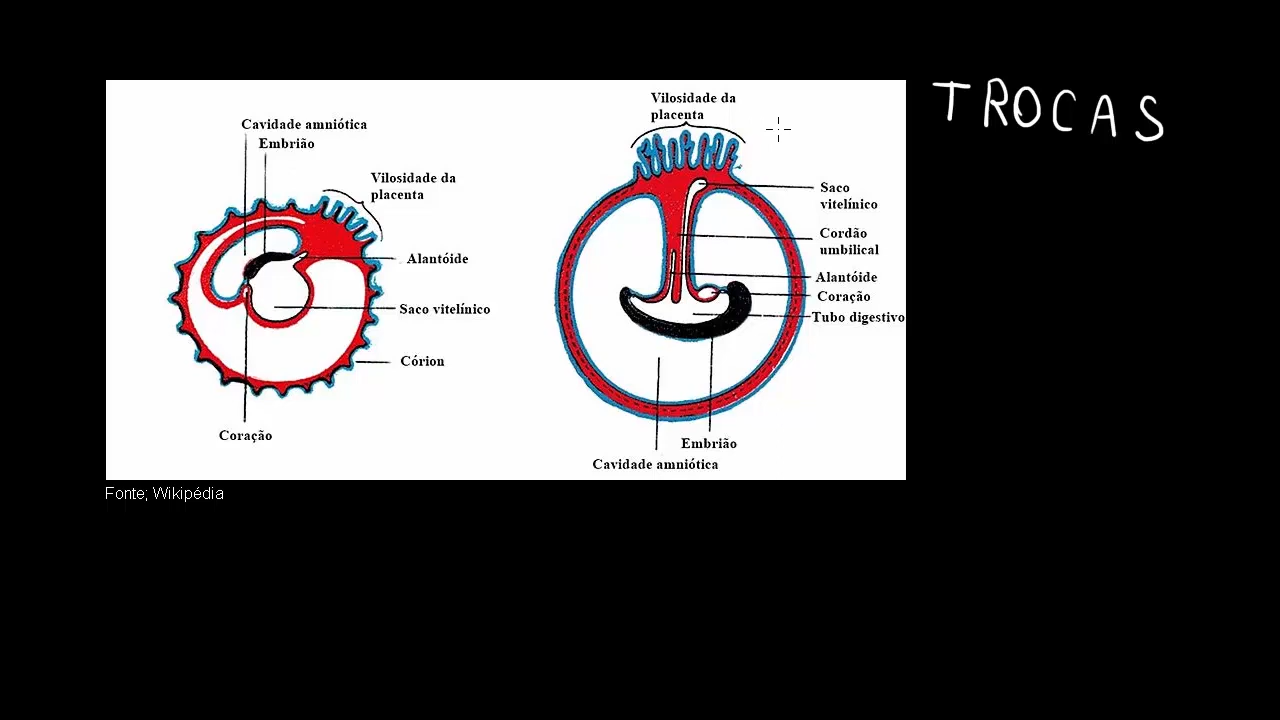 TROCAS
Cavidade amniótica
Embrião
Vilosidade da
placenta
Alantóide
Saco vitelínico
Córion
Coração
Vilosidade da
placenta
Saco
vitelínico
Cordão
umbilical
Alantóide
Coração
Tubo digestivo
Embrião
Cavidade amniótica
Fonte; Wikipédia